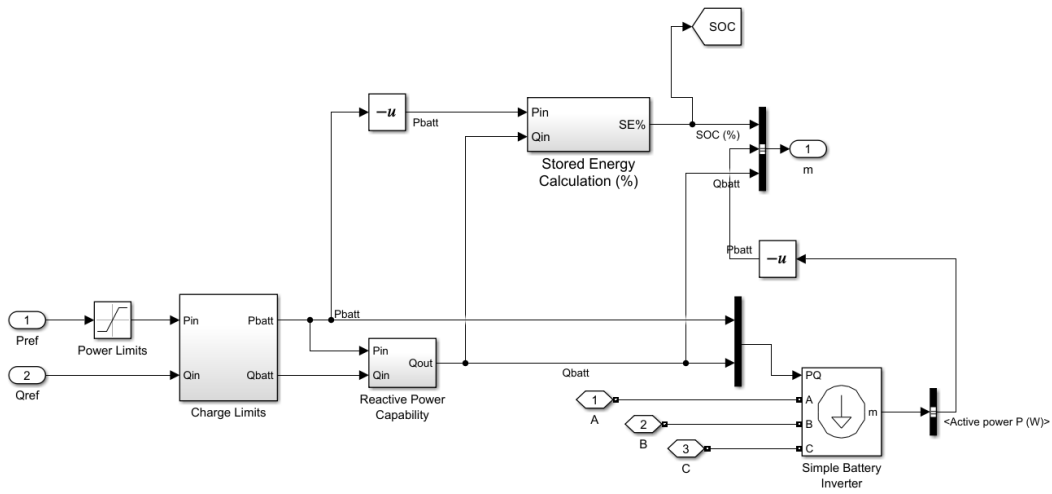 SOC
-u
Pbatt
Pin
Qin
SE%
Stored Energy
Calculation (%)
SOC (%)
Qbatt
1
m
Pbatt
-u
1
Pref
Power Limits
2
Qref
Pin
Qin
Pbatt
Qbatt
Charge Limits
Pbatt
Pin
Qin
Qout
Reactive Power
Capability
Qbatt
1
A
2
B
3
C
PQ
A
B
C
m
Simple Battery
Inverter
<Active power P (W)>